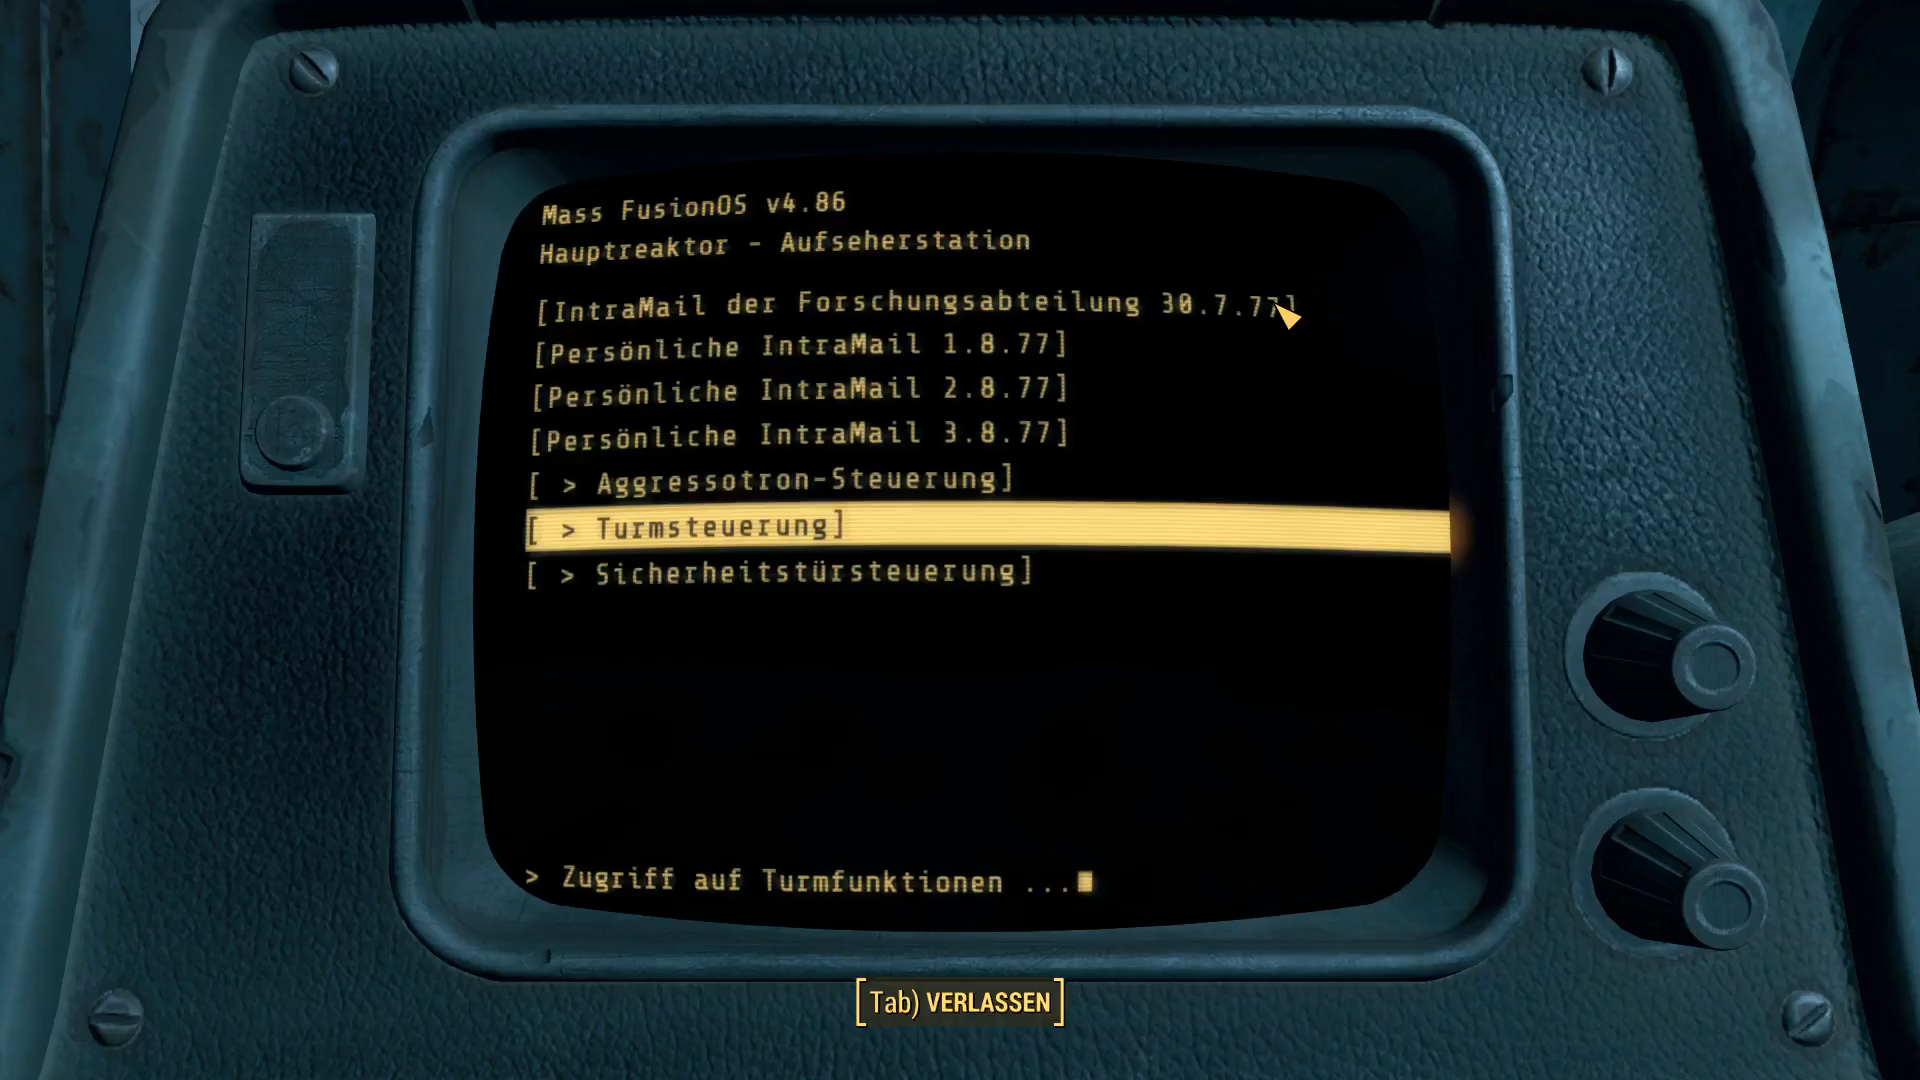 Mass FusionOS v4.86
Hauptreaktor - Aufseherstation
[IntraMail der Forschungsabteilung 30.7.77]
[Persönliche IntraMail 1.8.77]
[Persönliche IntraMail 2.8.77]
[Persönliche IntraMail 3.8.77]
[ > Aggressotron-Steuerung]
[ > Turmsteuerung]
[ > Sicherheitstürsteuerung]
> Zugriff auf Turmfunktionen ...
[Tab) VERLASSEN]